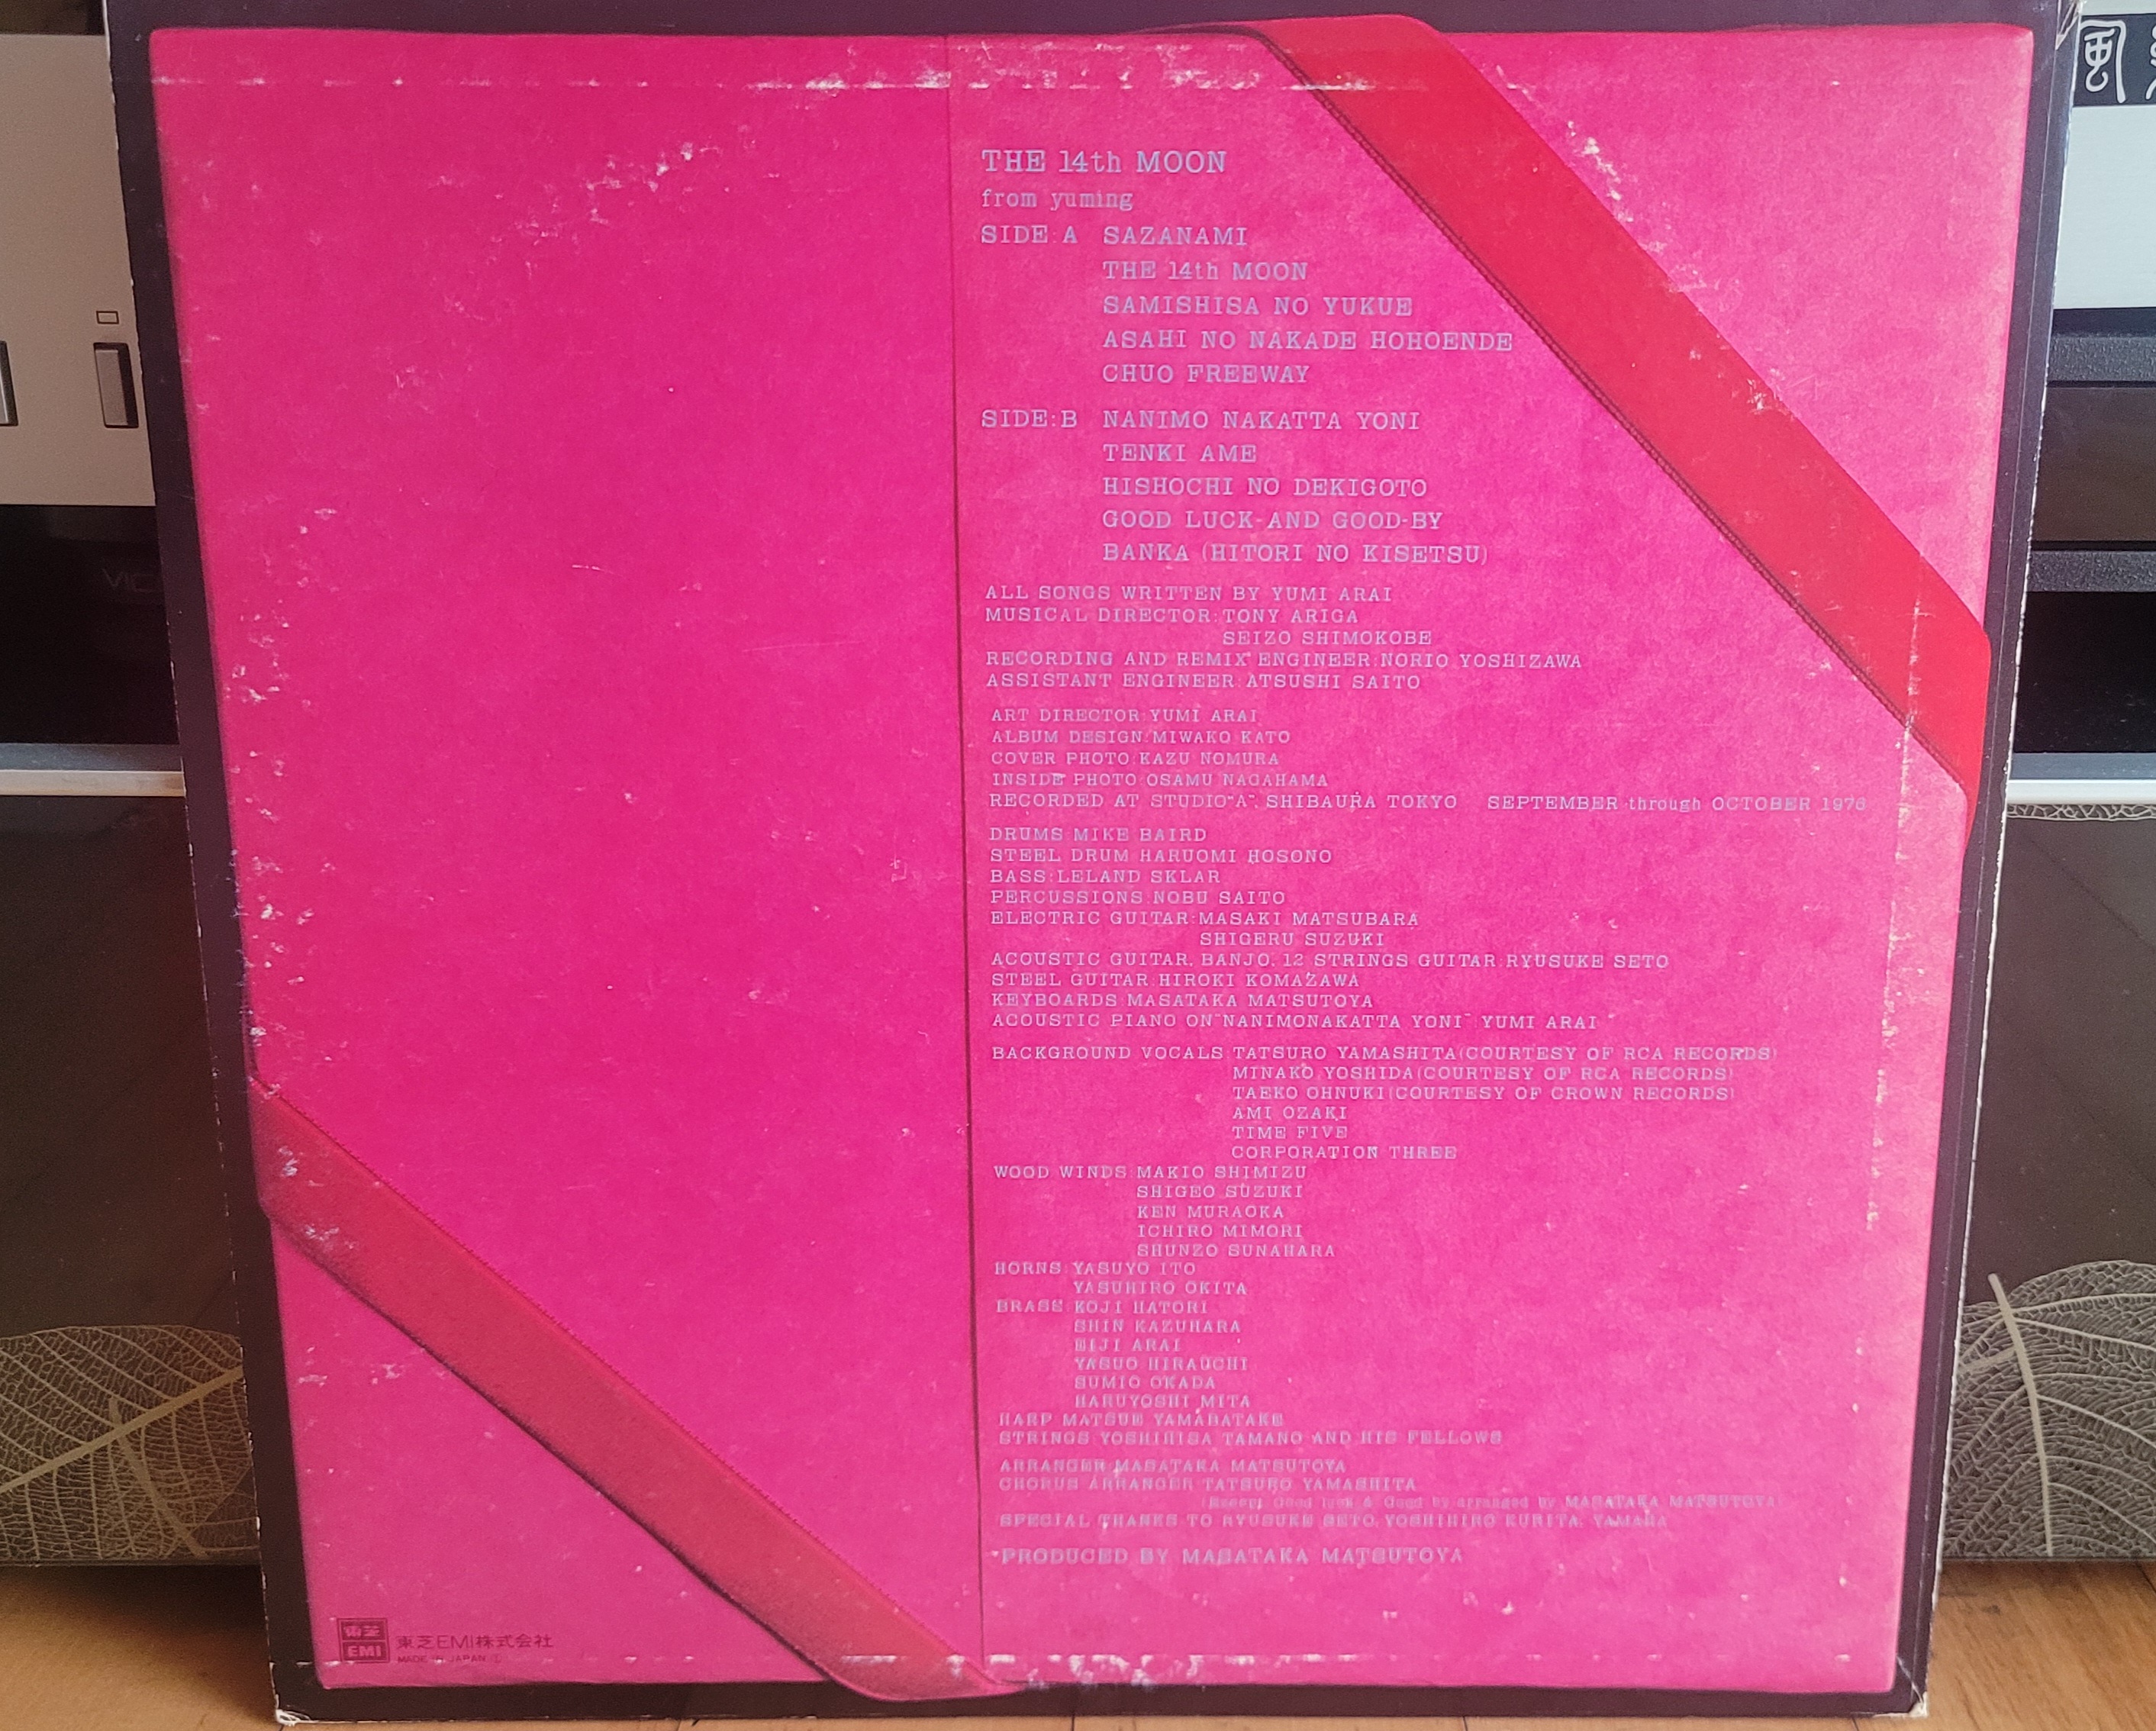 風
THE 14th MOON
from yuming
SIDE:A SAZANAMI
THE 14th MOON
SAMISHISA NO YUKUE
ASAHI NO NAKADE HOHOENDE
CHUO FREEWAY
SIDE:B NANIMO NAKATTA YONI
TENKI AME
HISHOCHI NO DEKIGOTO
GOOD LUCK-AND GOOD-BY
BANKA (HITORI NO KISETSU)
ALL SONGS WRITTEN BY YUMI ARAI
MUSICAL DIRECTOR:TONY ARIGA
SEIZO SHIMOKOBE
RECORDING AND REMIX ENGINEER:NORIO YOSHIZAWA
ASSISTANT ENGINEER:ATSUSHI SAITO
ART DIRECTOR:YUMI ARAI
ALBUM DESIGN:MIWAKO KATO
COVER PHOTO:KAZU NOMURA
INSIDE PHOTO:OSAMU NAGAHAMA
RECORDED AT STUDIO"A", SHIBAURA TOKYO SEPTEMBER through OCTOBER 1976
DRUMS:MIKE BAIRD
STEEL DRUM:HARUOMI HOSONO
BASS:LELAND SKLAR
PERCUSSIONS:NOBU SAITO
ELECTRIC GUITAR:MASAKI MATSUBARA
SHIGERU SUZUKI
ACOUSTIC GUITAR, BANJO, 12 STRINGS GUITAR:RYUSUKE SETO
STEEL GUITAR:HIROKI KOMAZAWA
KEYBOARDS:MASATAKA MATSUTOYA
ACOUSTIC PIANO ON"NANIMONAKATTA YONI":YUMI ARAI
BACKGROUND VOCALS:TATSURO YAMASHITA(COURTESY OF RCA RECORDS)
MINAKO YOSHIDA(COURTESY OF RCA RECORDS)
TAEKO OHNUKI(COURTESY OF CROWN RECORDS)
AMI OZAKI
TIME FIVE
CORPORATION THREE
WOOD WINDS:MAKIO SHIMIZU
SHIGEO SUZUKI
KEN MURAOKA
ICHIRO MIMORI
SHUNZO SUNAHARA
HORNS:YASUYO ITO
YASUHIRO OKITA
BRASS:KOJI HATORI
SHIN KAZUHARA
EIJI ARAI
YASUO HIRAUCHI
SUMIO OKADA
HARUYOSHI MITA
HARP:MATSUE YAMAHATAKE
STRINGS:YOSHIHISA TAMANO AND HIS FELLOWS
ARRANGER:MASATAKA MATSUTOYA
CHORUS ARRANGER:TATSURO YAMASHITA
(Except Good luck & Good by arranged by MASATAKA MATSUTOYA)
SPECIAL THANKS TO RYUSUKE SETO, YOSHIHIRO KURITA, YAMAHA
PRODUCED BY MASATAKA MATSUTOYA
東芝
EMI
東芝EMI株式会社
MADE IN JAPAN